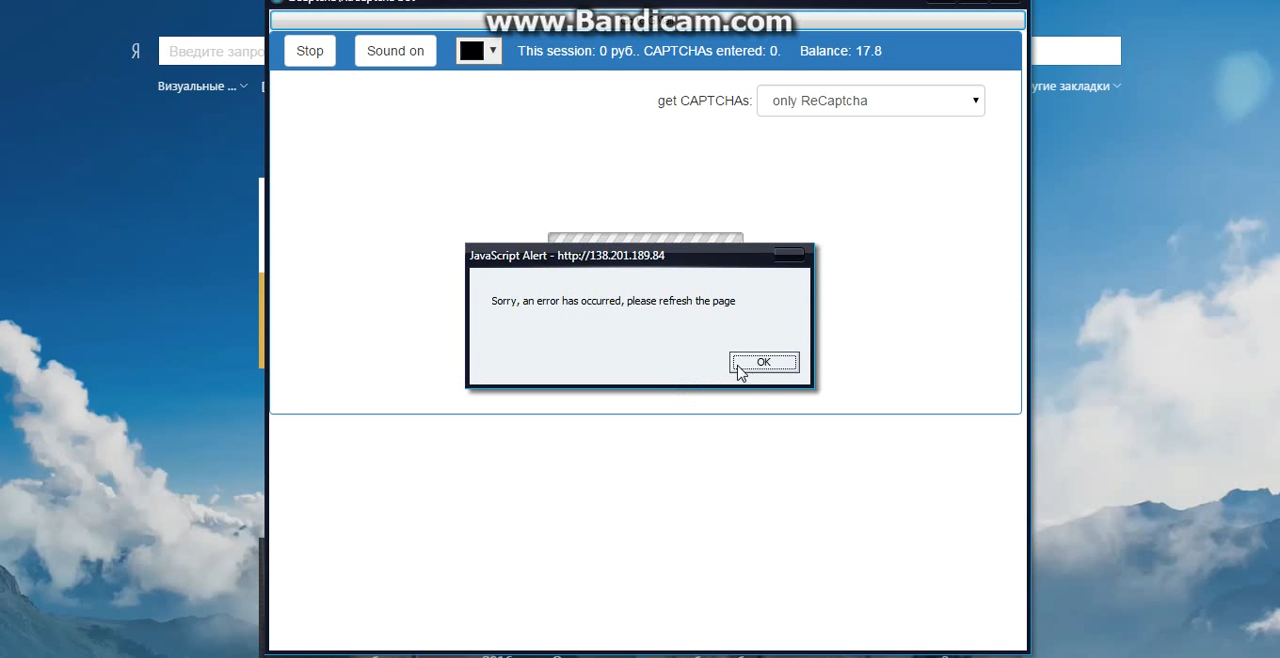 www.Bandicam.com
Я
Введите запро
Stop
Sound on
This session: 0 руб.. CAPTCHAs entered: 0. Balance: 17.8
Визуальные ...
угие закладки
get CAPTCHAs:
only ReCaptcha
JavaScript Alert - http://138.201.189.84
Sorry, an error has occurred, please refresh the page
OK